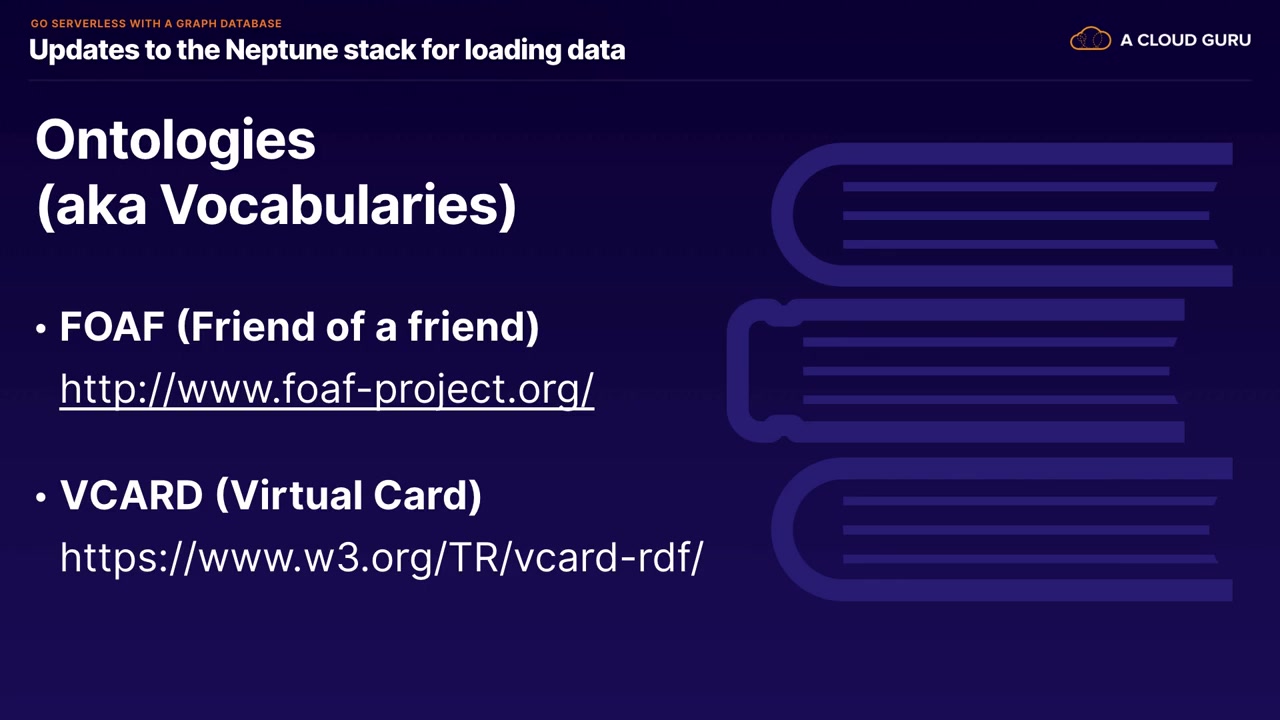 GO SERVERLESS WITH A GRAPH DATABASE
Updates to the Neptune stack for loading data
A CLOUD GURU
Ontologies
(aka Vocabularies)
• FOAF (Friend of a friend)
http://www.foaf-project.org/
• VCARD (Virtual Card)
https://www.w3.org/TR/vcard-rdf/